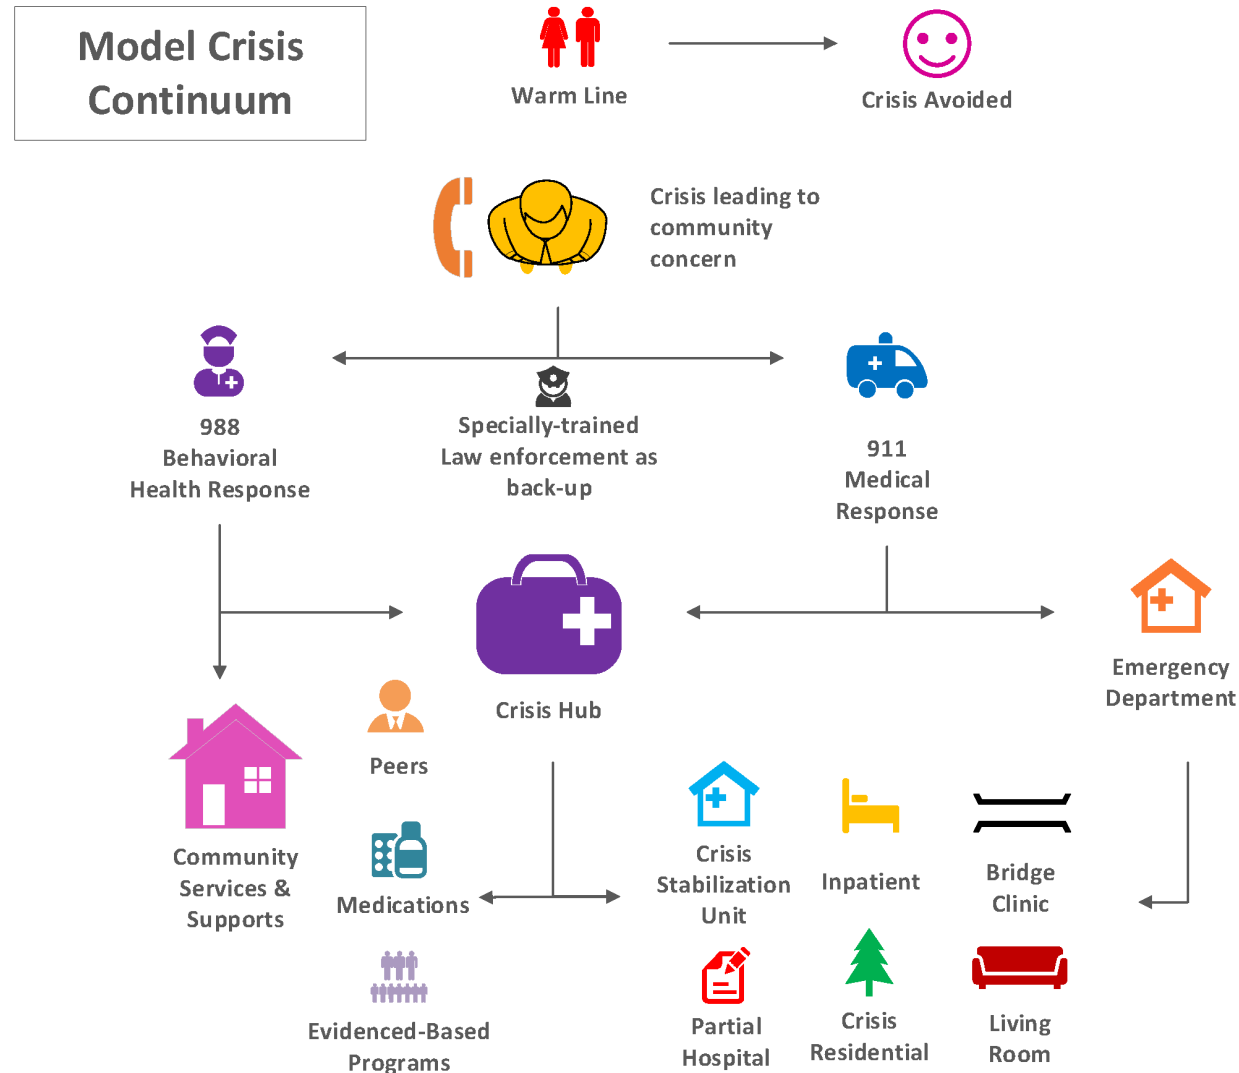 Model Crisis
Continuum
Warm Line
Crisis Avoided
Crisis leading to
community
concern
988
Behavioral
Health Response
Specially-trained
Law enforcement as
back-up
911
Medical
Response
Crisis Hub
Emergency
Department
Community
Services &
Supports
Peers
Medications
Evidenced-Based
Programs
Crisis
Stabilization
Unit
Inpatient
Bridge
Clinic
Partial
Hospital
Crisis
Residential
Living
Room